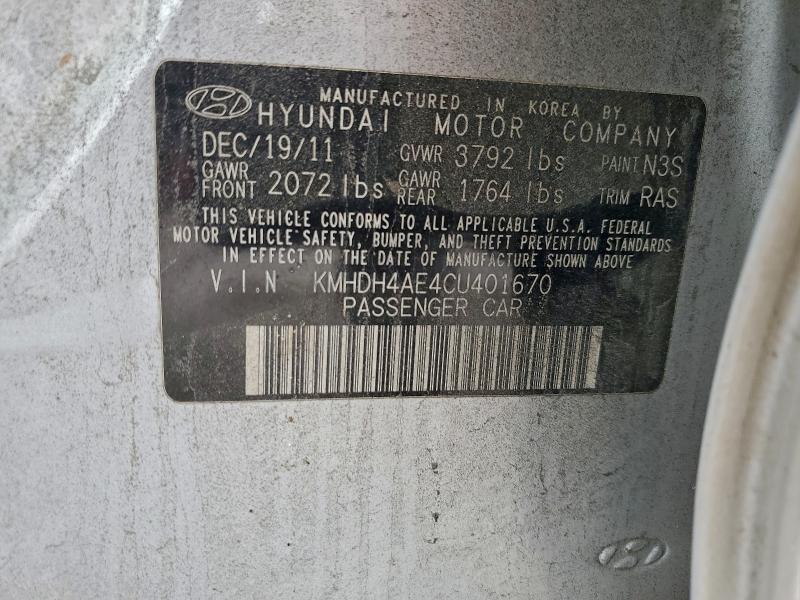 MANUFACTURED IN KOREA BY
HYUNDAI MOTOR COMPANY
DEC/19/11 GVWR 3792 lbs PAINT N3S
GAWR FRONT 2072 lbs GAWR REAR 1764 lbs TRIM RAS
THIS VEHICLE CONFORMS TO ALL APPLICABLE U.S.A. FEDERAL
MOTOR VEHICLE SAFETY, BUMPER, AND THEFT PREVENTION STANDARDS
IN EFFECT ON THE DATE OF MANUFACTURE SHOWN ABOVE
V.I.N KMHDH4AE4CU401670
PASSENGER CAR